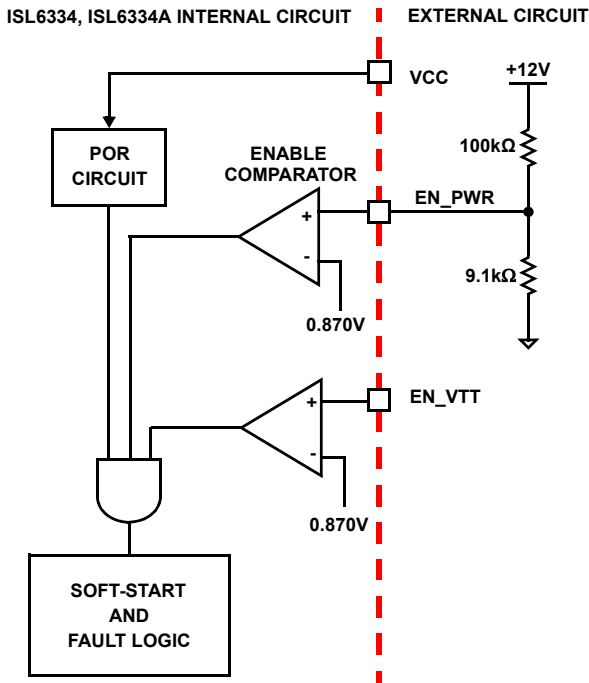 ISL6334, ISL6334A INTERNAL CIRCUIT
EXTERNAL CIRCUIT
VCC
+12V
POR
CIRCUIT
ENABLE
COMPARATOR
100kΩ
EN_PWR
+
-
9.1kΩ
0.870V
EN_VTT
+
-
0.870V
SOFT-START
AND
FAULT LOGIC